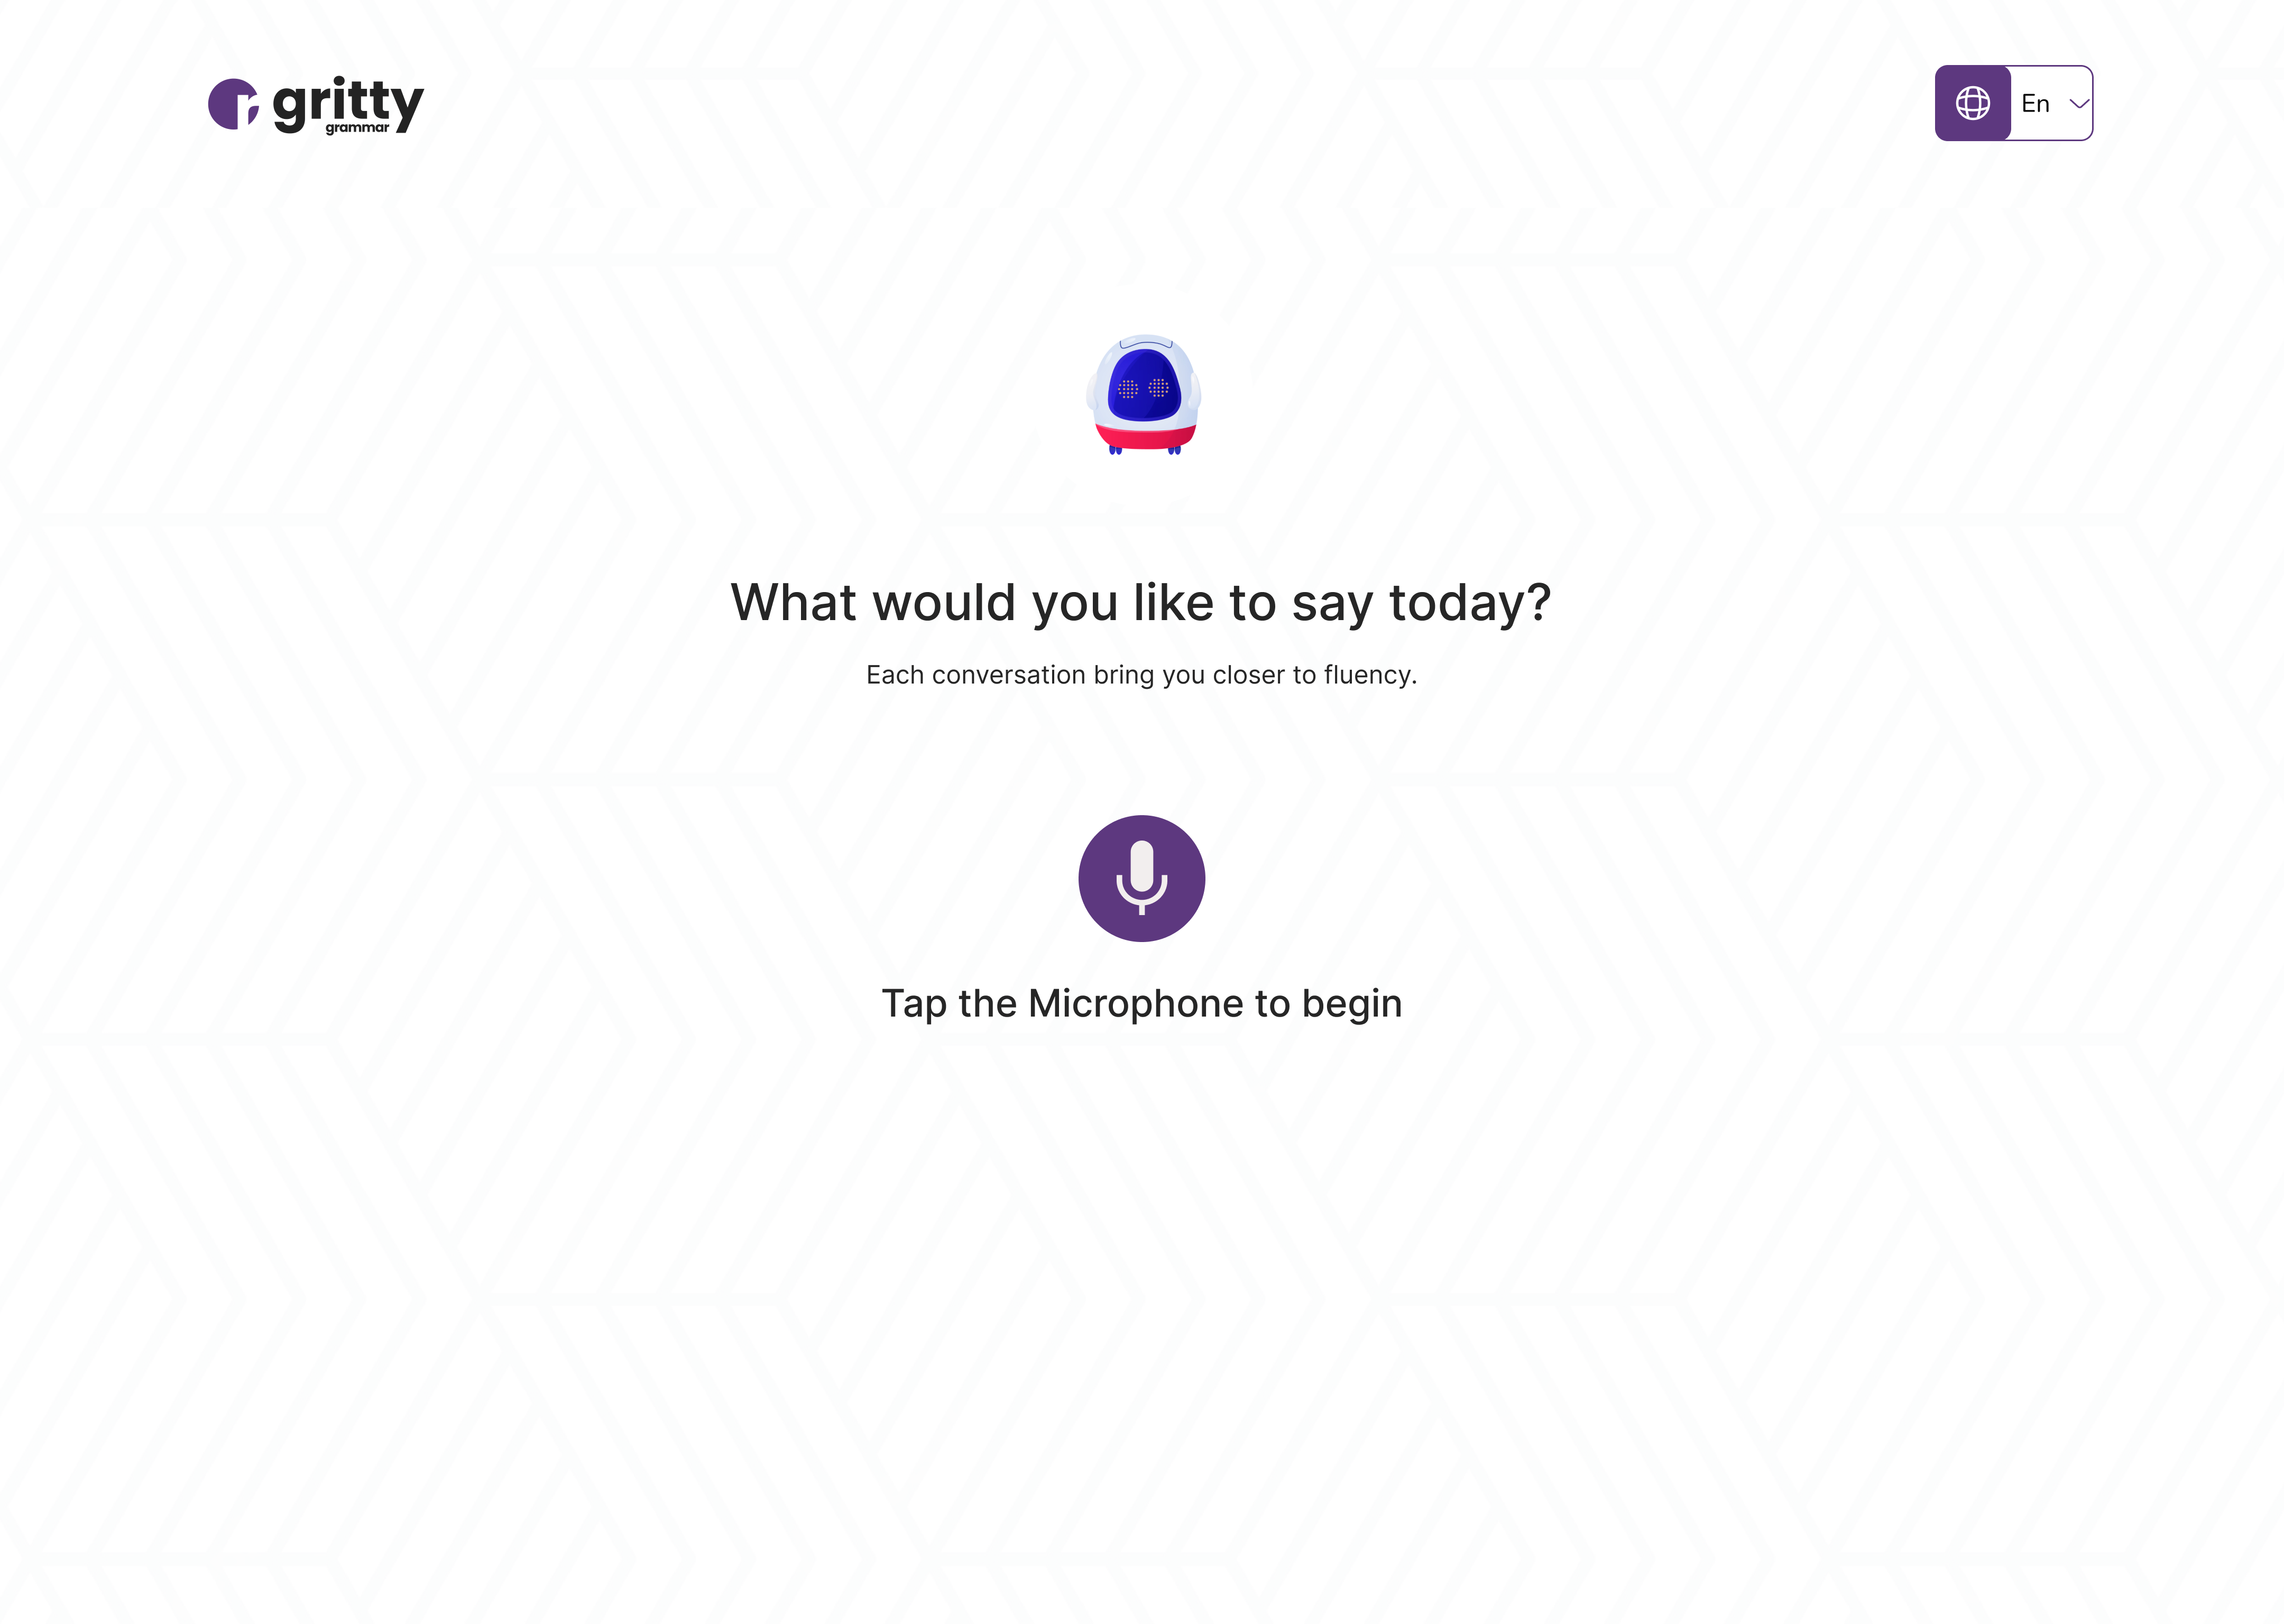 gritty
grammar
En
What would you like to say today?
Each conversation bring you closer to fluency.
Tap the Microphone to begin